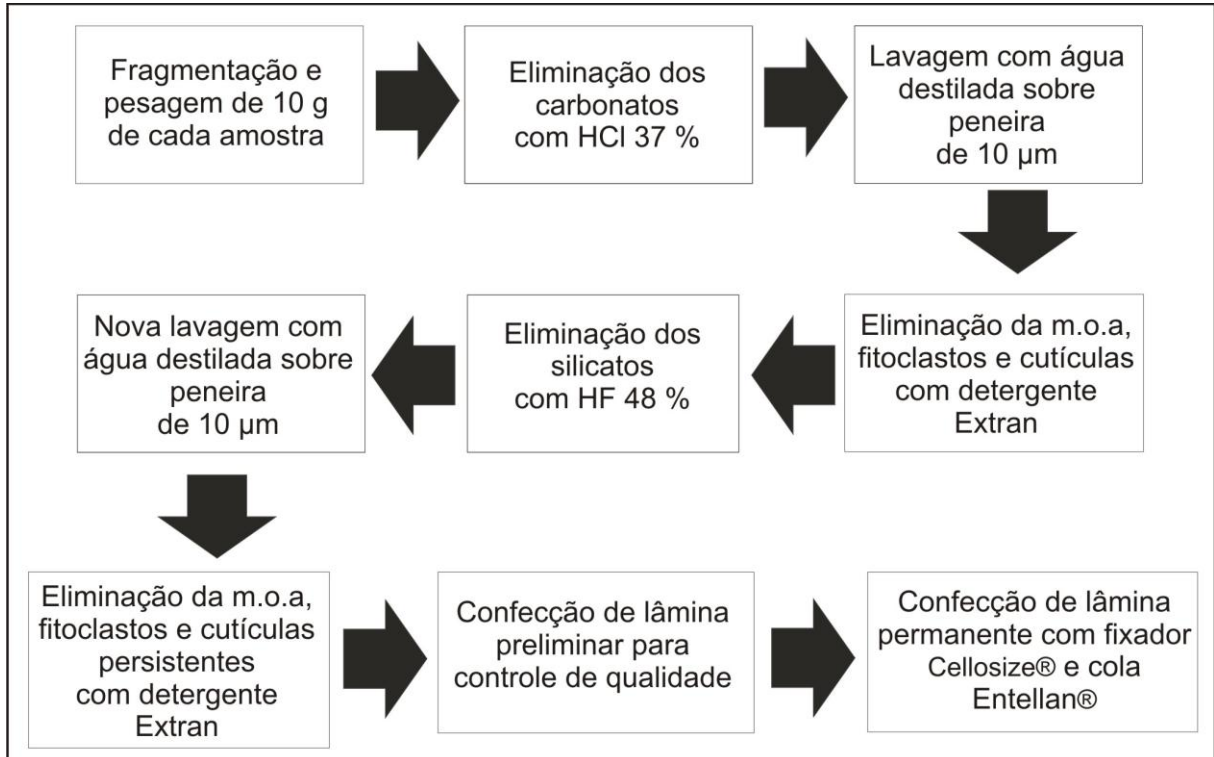 Fragmentação e
pesagem de 10 g
de cada amostra
Eliminação dos
carbonatos
com HCl 37 %
Lavagem com água
destilada sobre
peneira
de 10 µm
Eliminação da m.o.a,
fitoclastos e cutículas
com detergente
Extran
Eliminação dos
silicatos
com HF 48 %
Nova lavagem com
água destilada sobre
peneira
de 10 µm
Eliminação da m.o.a,
fitoclastos e cutículas
persistentes
com detergente
Extran
Confecção de lâmina
preliminar para
controle de qualidade
Confecção de lâmina
permanente com fixador
Cellosize® e cola
Entellan®